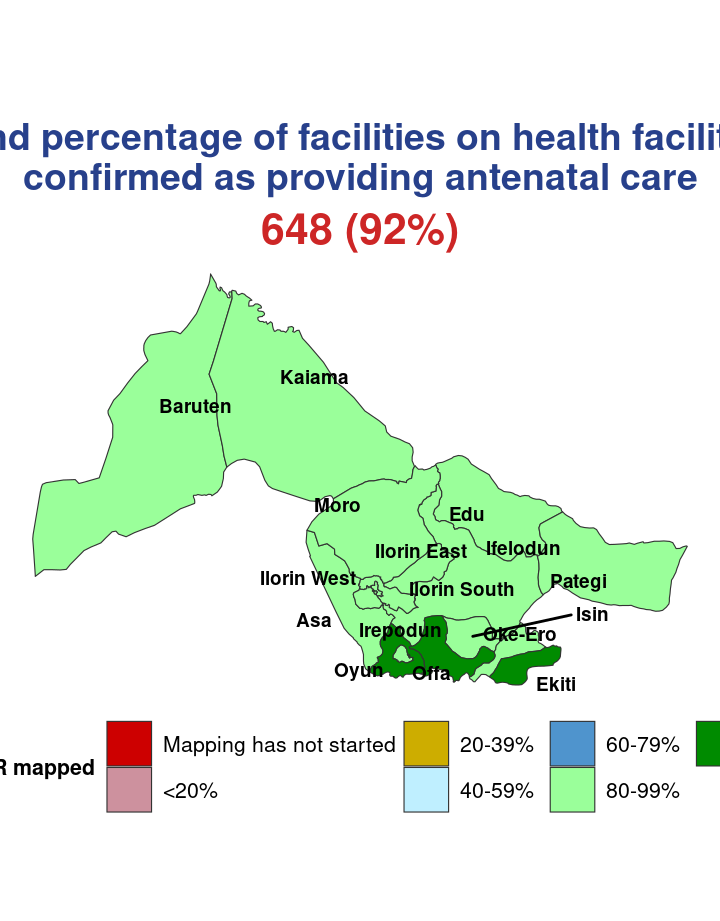 nd percentage of facilities on health facilit
confirmed as providing antenatal care
648 (92%)
Kaiama
Baruten
Moro
Edu
Ilorin East
Ifelodun
Ilorin West
Ilorin South
Pategi
Asa
Isin
Irepodun
Oke-Ero
Oyun
Offa
Ekiti
R mapped
Mapping has not started
20-39%
60-79%
<20%
40-59%
80-99%